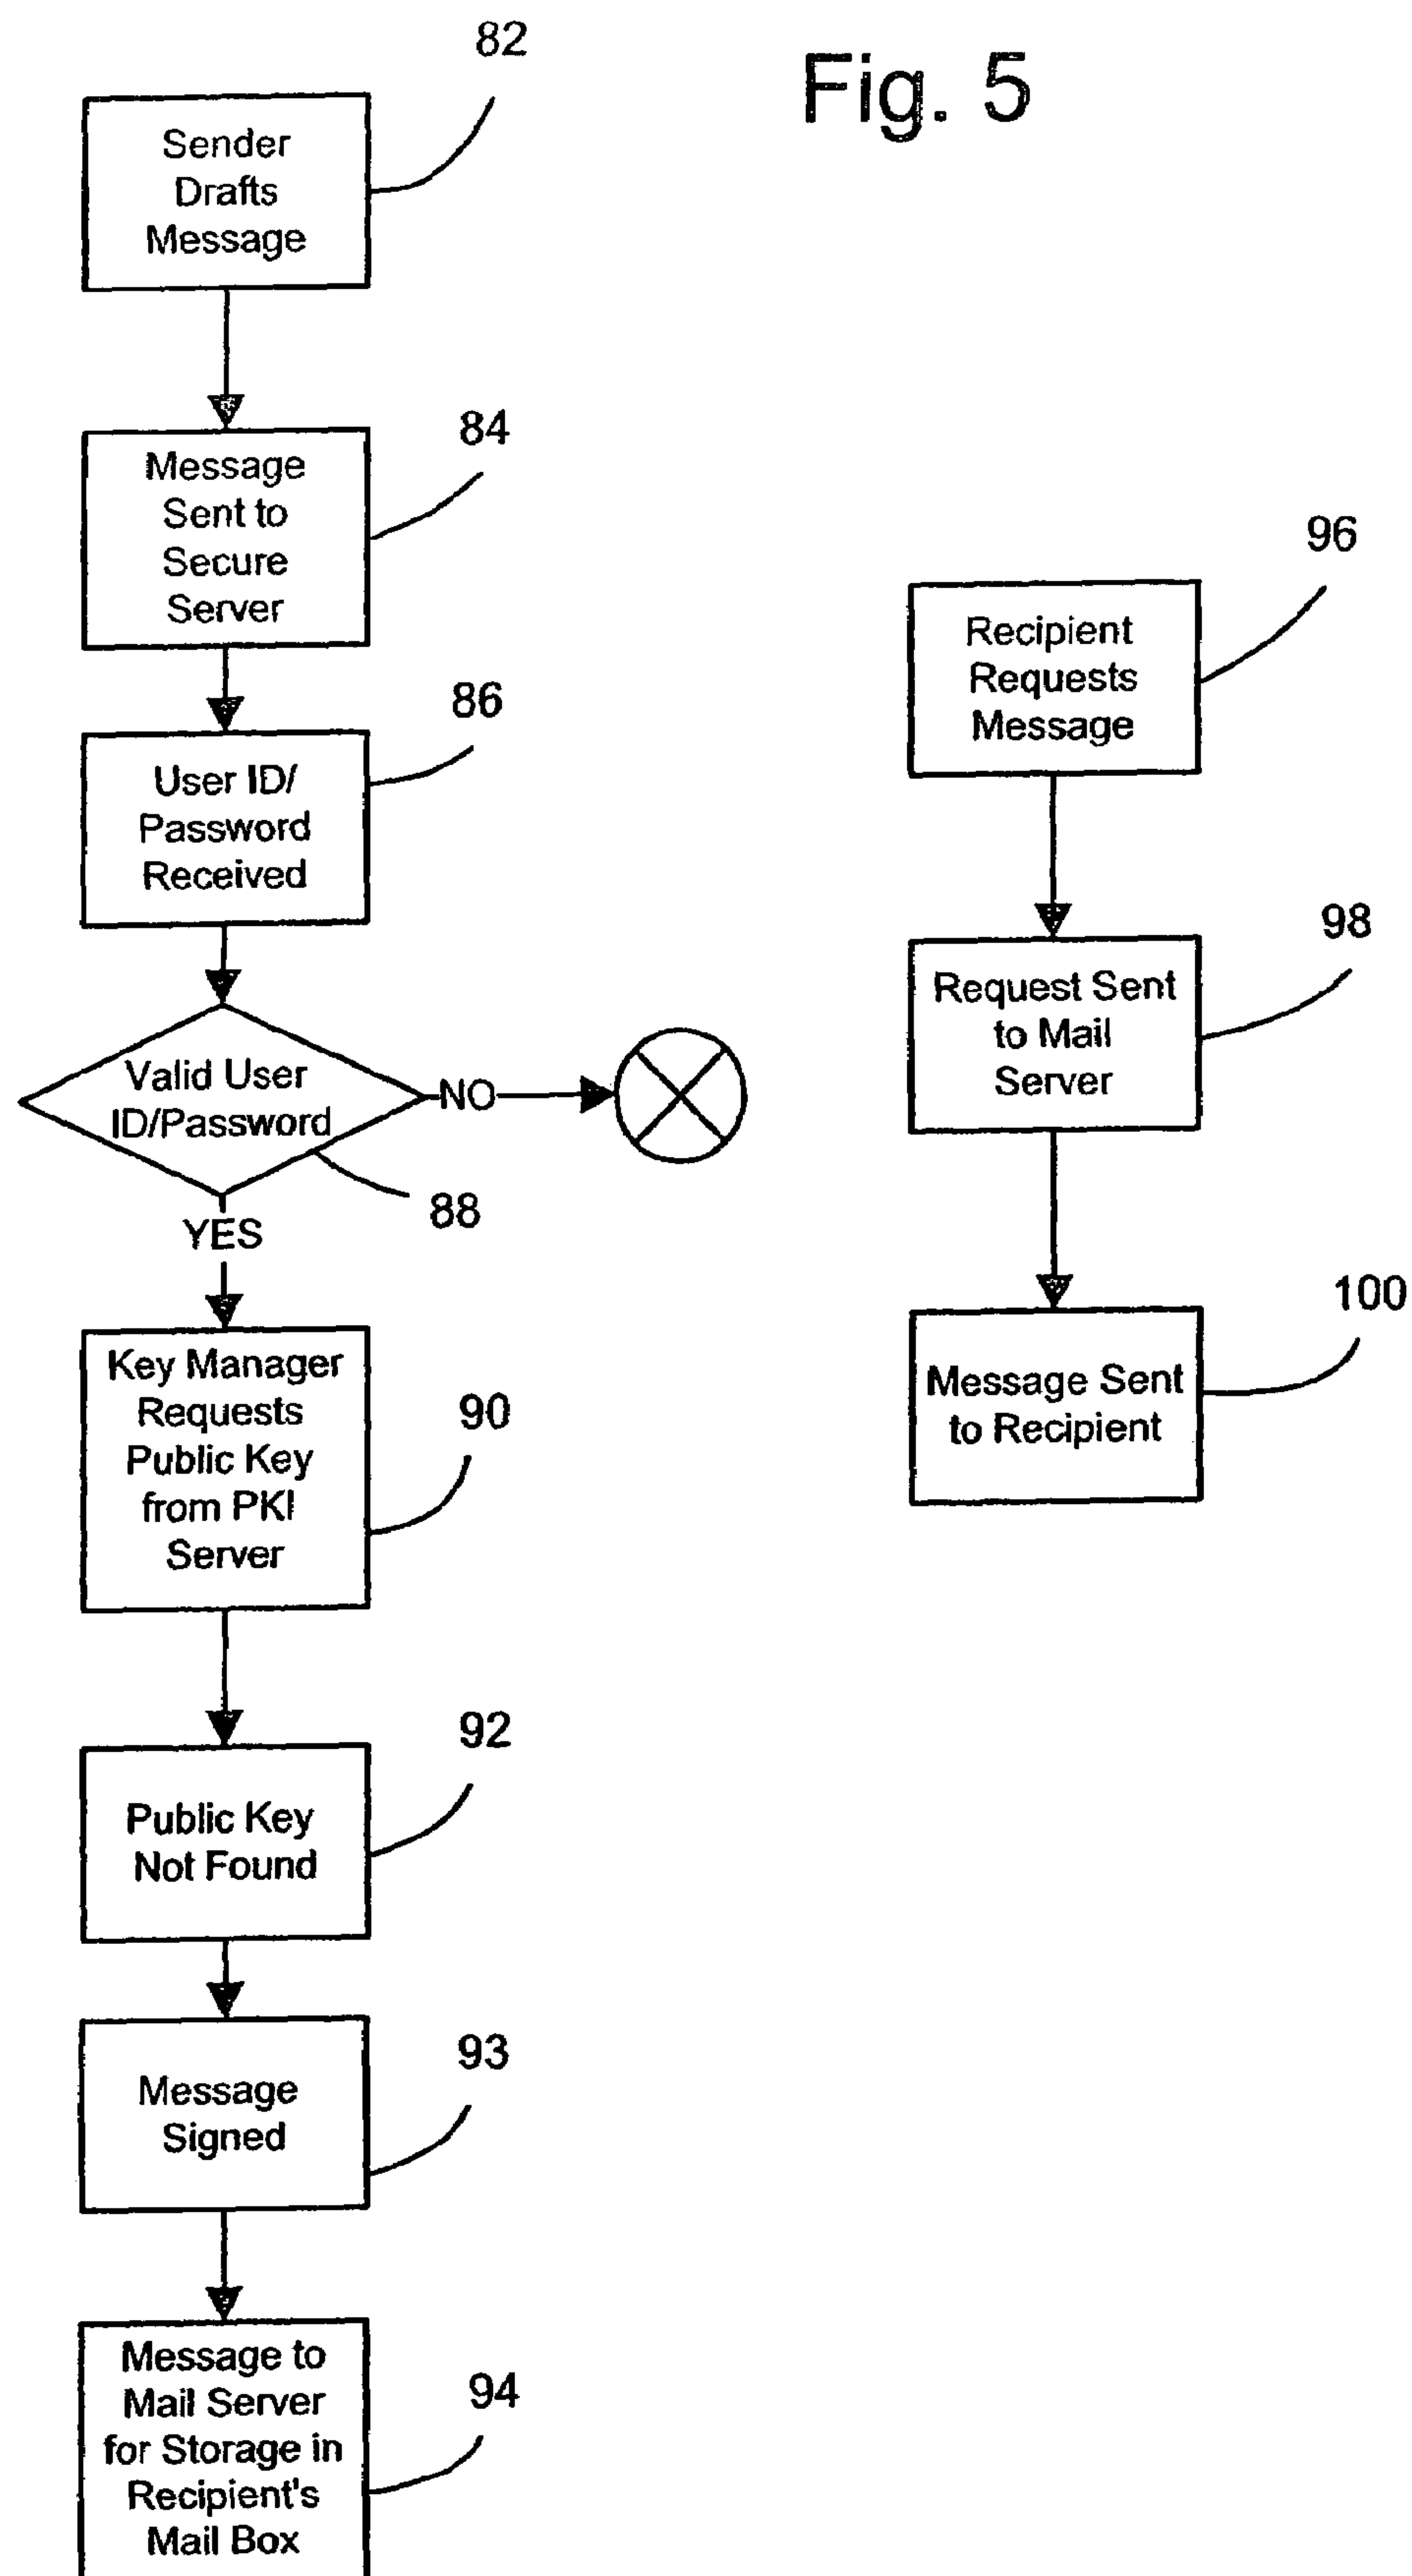 Fig. 5
82
Sender
Drafts
Message
84
Message
Sent to
Secure
Server
86
User ID/
Password
Received
Valid User
ID/Password
NO
88
YES
Key Manager
Requests
Public Key
from PKI
Server
90
92
Public Key
Not Found
93
Message
Signed
94
Message to
Mail Server
for Storage in
Recipient's
Mail Box
96
Recipient
Requests
Message
98
Request Sent
to Mail
Server
100
Message Sent
to Recipient